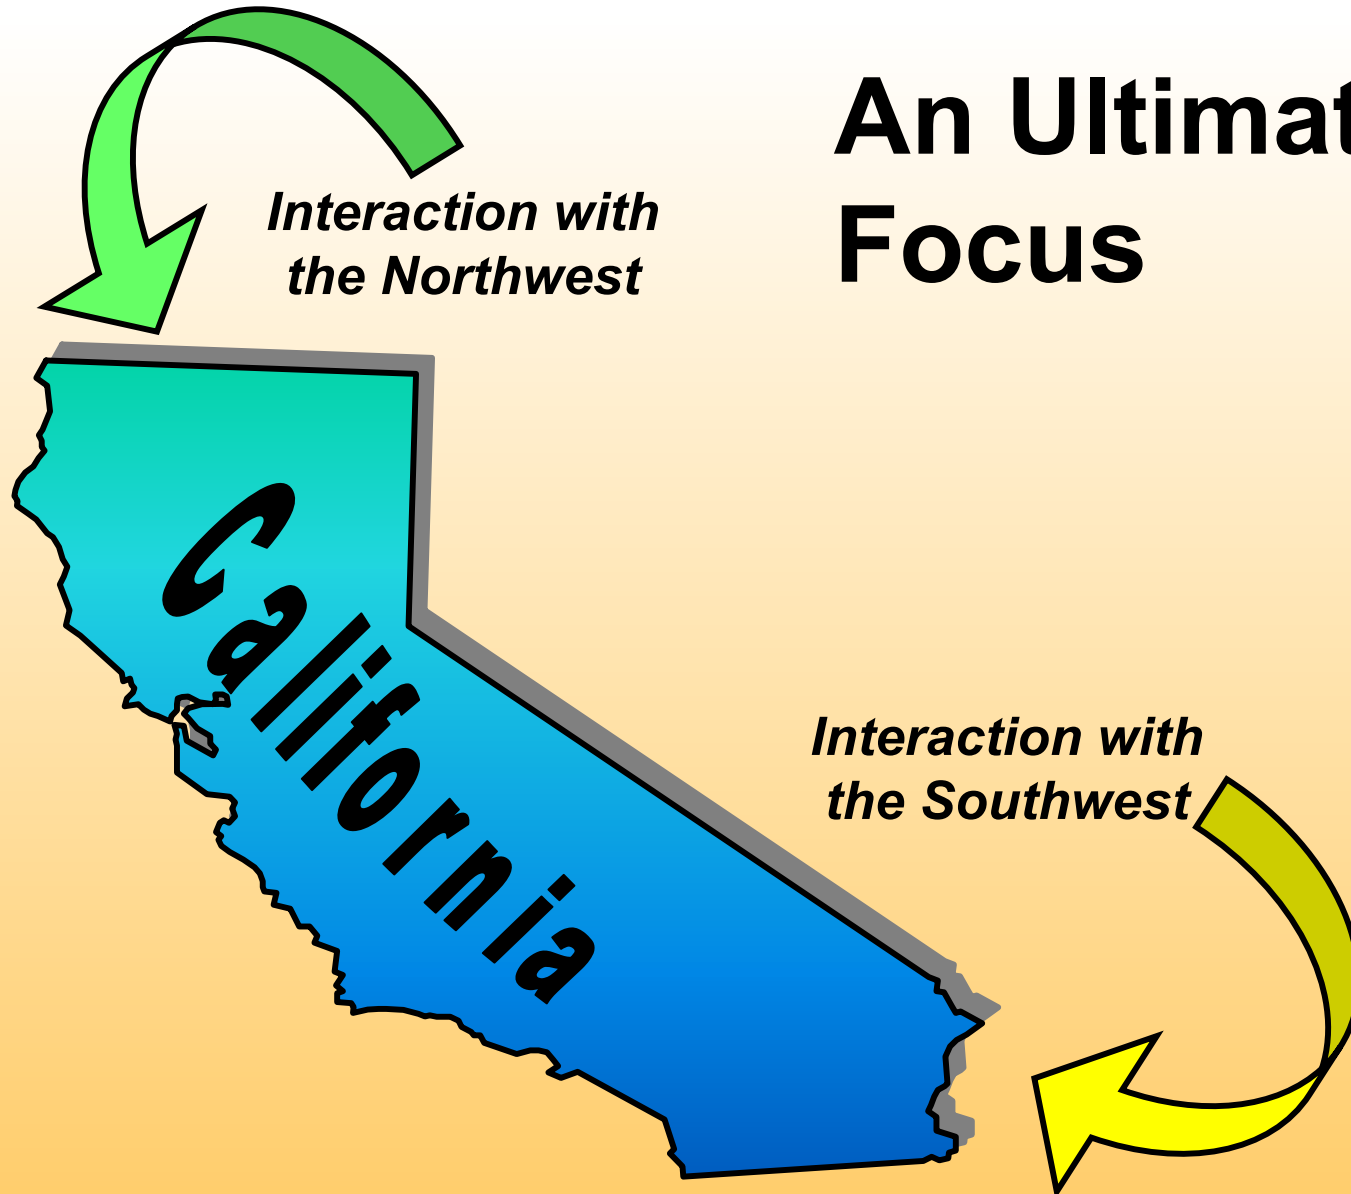 An Ultimat
Focus
Interaction with
the Northwest
California
Interaction with
the Southwest